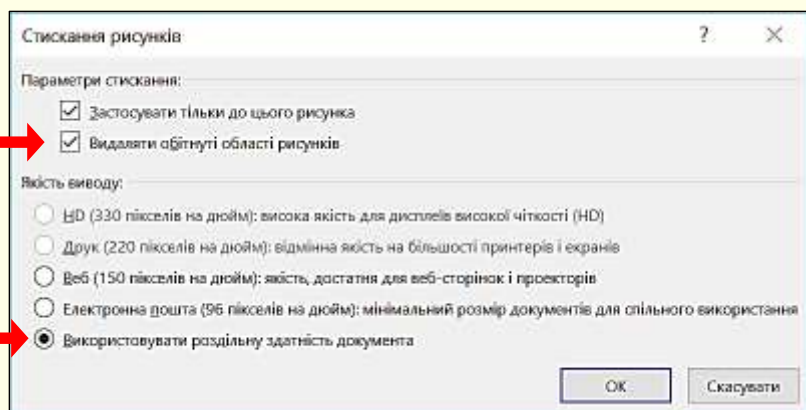 Стискання рисунків ? ×
Параметри стискання:
Застосувати тільки до цього рисунка
Видаляти обітнуті області рисунків
Якість виводу:
HD (330 пікселів на дюйм): висока якість для дисплеїв високої чіткості (HD)
Друк (220 пікселів на дюйм): відмінна якість на більшості принтерів і екранів
Веб (150 пікселів на дюйм): якість, достатня для веб-сторінок і проекторів
Електронна пошта (96 пікселів на дюйм): мінімальний розмір документів для спільного використання
Використовувати роздільну здатність документа
ОК Скасувати